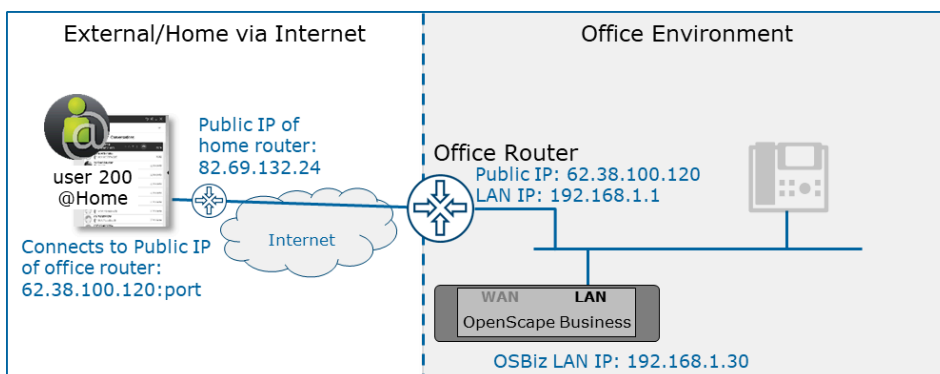 External/Home via Internet
Office Environment
Public IP of
home router:
82.69.132.24
user 200
@Home
Connects to Public IP
of office router:
62.38.100.120:port
Internet
Office Router
Public IP: 62.38.100.120
LAN IP: 192.168.1.1
WAN LAN
OpenScape Business
OSBiz LAN IP: 192.168.1.30